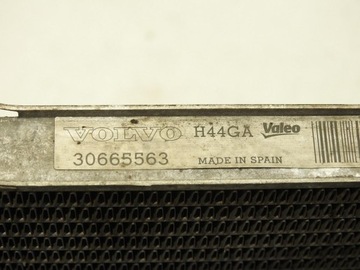 VOLVO H44GA Valeo
30665563 MADE IN SPAIN